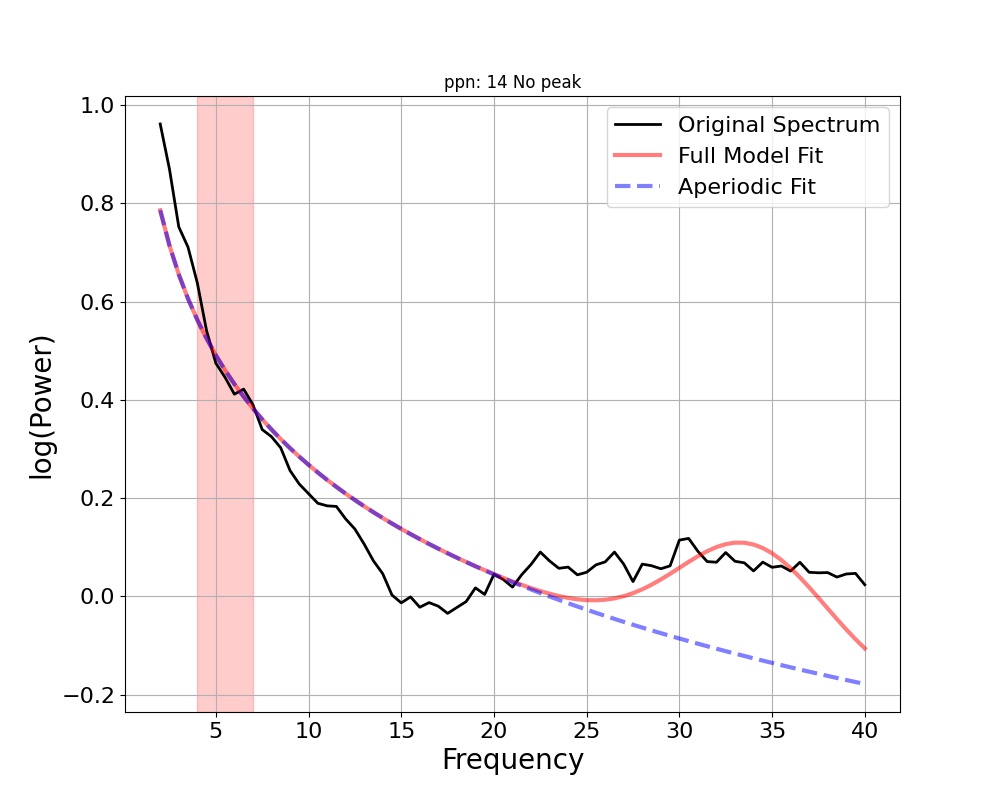 ppn: 14 No peak
Original Spectrum
Full Model Fit
Aperiodic Fit
log(Power)
1.0
0.8
0.6
0.4
0.2
0.0
−0.2
5 10 15 20 25 30 35 40
Frequency